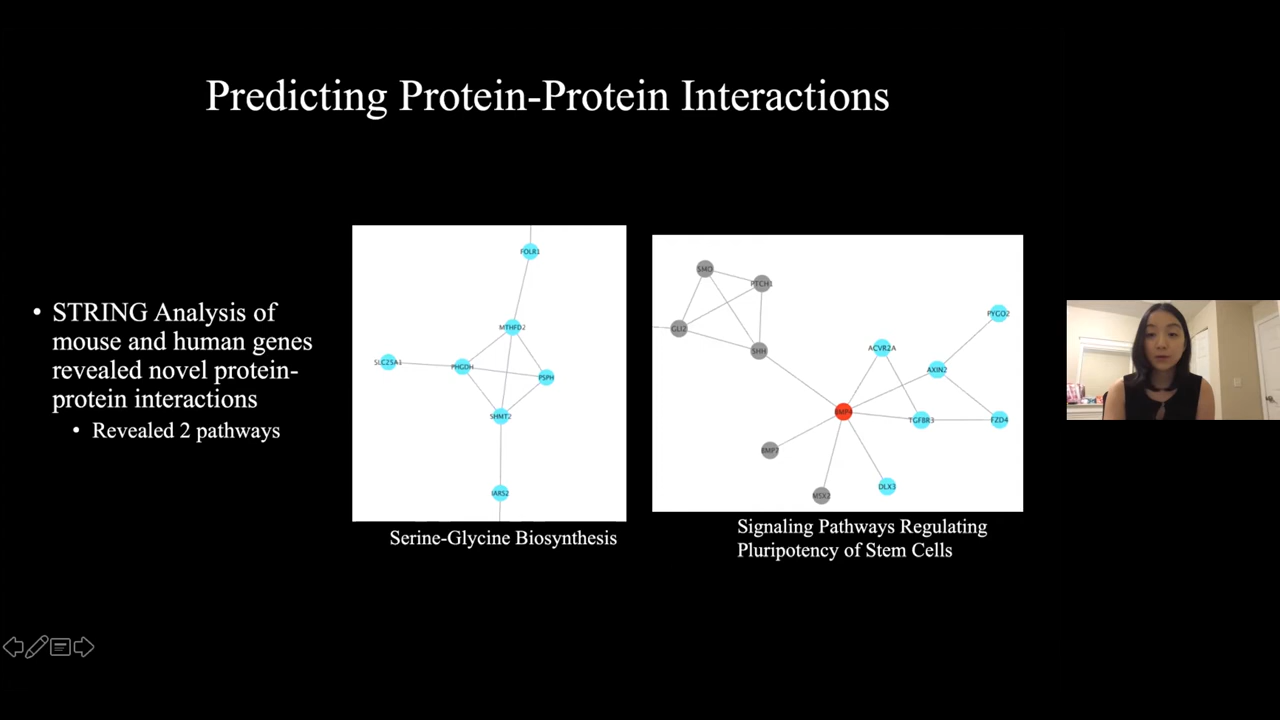 Predicting Protein-Protein Interactions
• STRING Analysis of
mouse and human genes
revealed novel protein-
protein interactions
• Revealed 2 pathways
FOLR1
MTHFD2
SLC25A1
PHGDH
PSPH
SHMT2
IARS2
Serine-Glycine Biosynthesis
SMO
PTCH1
GLI2
SHH
PYGO2
ACVR2A
AXIN2
BMP4
TGFBR3
FZD4
BMP7
DLX3
MSX2
Signaling Pathways Regulating
Pluripotency of Stem Cells